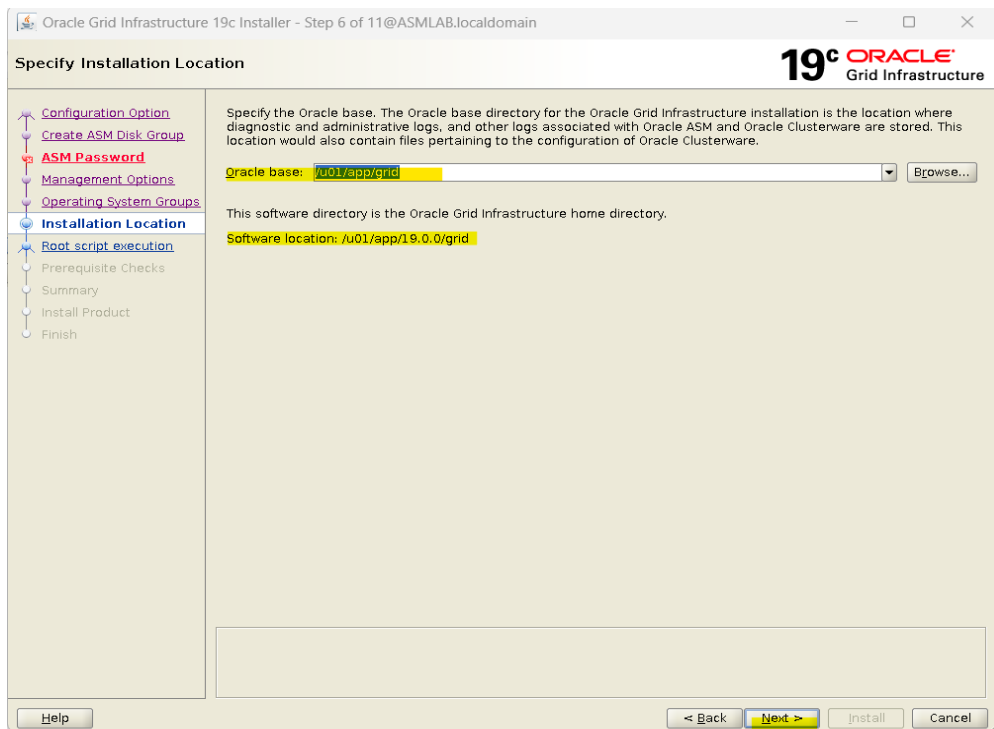 Oracle Grid Infrastructure 19c Installer - Step 6 of 11@ASMLAB.localdomain
Specify Installation Location
19c ORACLE
Grid Infrastructure
Configuration Option
Create ASM Disk Group
ASM Password
Management Options
Operating System Groups
Installation Location
Root script execution
Prerequisite Checks
Summary
Install Product
Finish
Specify the Oracle base. The Oracle base directory for the Oracle Grid Infrastructure installation is the location where
diagnostic and administrative logs, and other logs associated with Oracle ASM and Oracle Clusterware are stored. This
location would also contain files pertaining to the configuration of Oracle Clusterware.
Oracle base: /u01/app/grid
Browse...
This software directory is the Oracle Grid Infrastructure home directory.
Software location: /u01/app/19.0.0/grid
Help
< Back
Next >
Install
Cancel